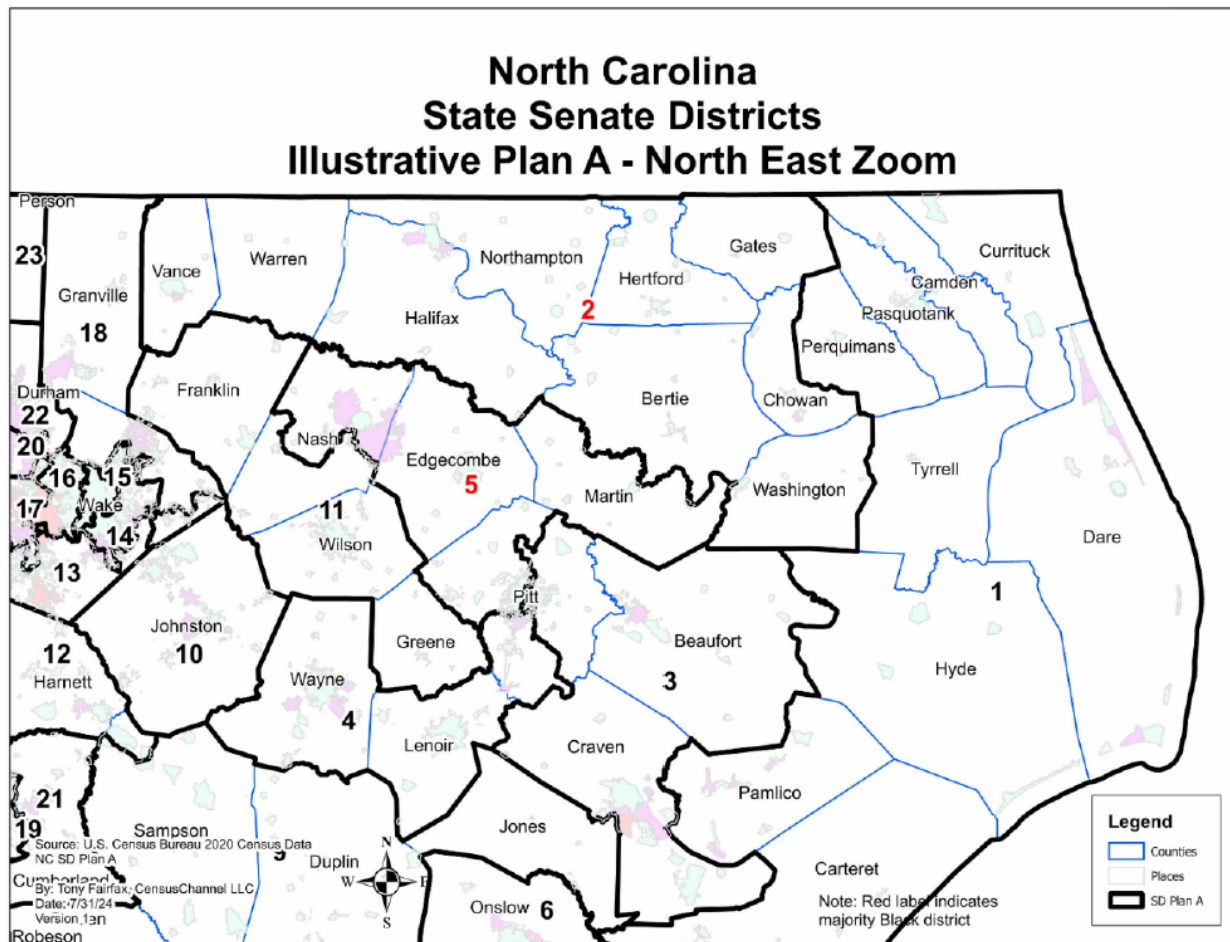 North Carolina
State Senate Districts
Illustrative Plan A - North East Zoom
Person
23
Granville
18
Vance
Warren
Northampton
Hertford
Gates
Currituck
Camden
Pasquotank
Halifax
2
Perquimans
Franklin
Bertie
Chowan
Durham
22
20
16
15
17
Wake
14
13
Nash
Edgecombe
5
Martin
Washington
Tyrrell
Dare
11
Wilson
Pitt
1
Johnston
10
Greene
Beaufort
Hyde
12
Harnett
Wayne
4
3
Lenoir
Craven
Pamlico
21
19
Sampson
Jones
9
Duplin
Carteret
Onslow 6
Cumberland
Robeson
Source: U.S. Census Bureau 2020 Census Data
NC SD Plan A
By: Tony Fairfax, CensusChannel LLC
Date: 7/31/24
Version 1
en
N
W
S
Note: Red label indicates
majority Black district
Legend
Counties
Places
SD Plan A